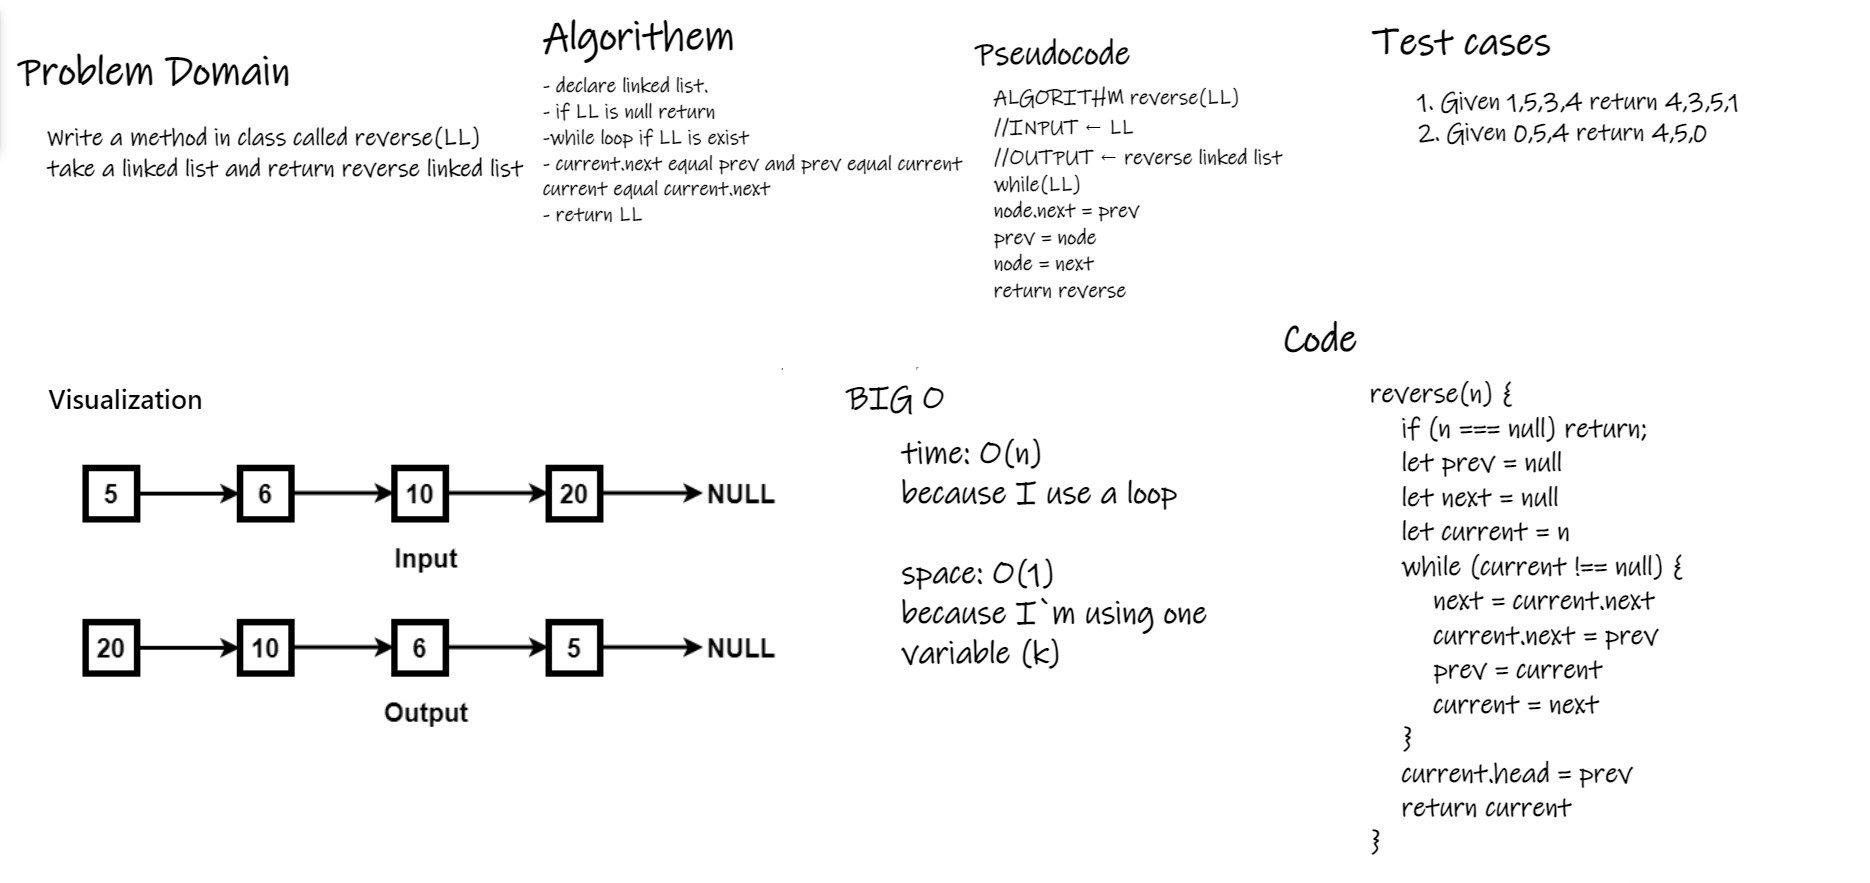 Problem Domain
Write a method in class called reverse(LL)
take a linked list and return reverse linked list
Algorithem
- declare linked list.
- if LL is null return
-while loop if LL is exist
- current.next equal prev and prev equal current
current equal current.next
- return LL
Pseudocode
ALGORITHM reverse(LL)
//INPUT ← LL
//OUTPUT ← reverse linked list
while(LL)
node.next = prev
prev = node
node = next
return reverse
Test cases
1. Given 1,5,3,4 return 4,3,5,1
2. Given 0,5,4 return 4,5,0
Visualization
5 6 10 20 NULL
Input
20 10 6 5 NULL
Output
BIG O
time: O(n)
because I use a loop
space: O(1)
because I`m using one
variable (k)
Code
reverse(n) {
if (n === null) return;
let prev = null
let next = null
let current = n
while (current !== null) {
next = current.next
current.next = prev
prev = current
current = next
}
current.head = prev
return current
}